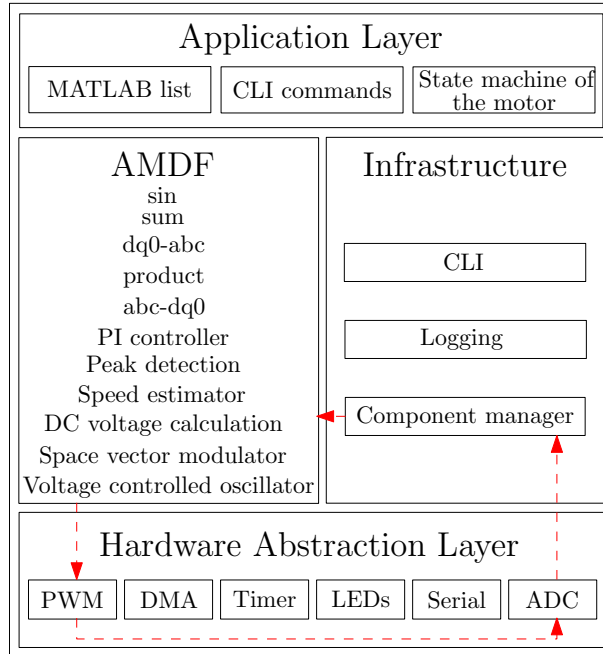 Application Layer
MATLAB list
CLI commands
State machine of
the motor
AMDF
sin
sum
dq0-abc
product
abc-dq0
PI controller
Peak detection
Speed estimator
DC voltage calculation
Space vector modulator
Voltage controlled oscillator
Infrastructure
CLI
Logging
Component manager
Hardware Abstraction Layer
PWM
DMA
Timer
LEDs
Serial
ADC